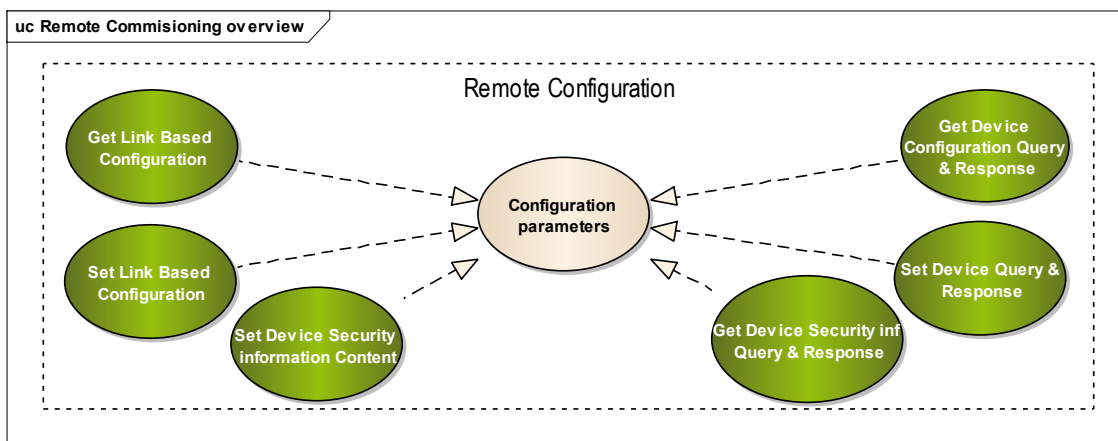 uc Remote Commisioning overview
Remote Configuration
Get Link Based
Configuration
Set Link Based
Configuration
Set Device Security
information Content
Configuration
parameters
Get Device
Configuration Query
& Response
Set Device Query &
Response
Get Device Security inf
Query & Response